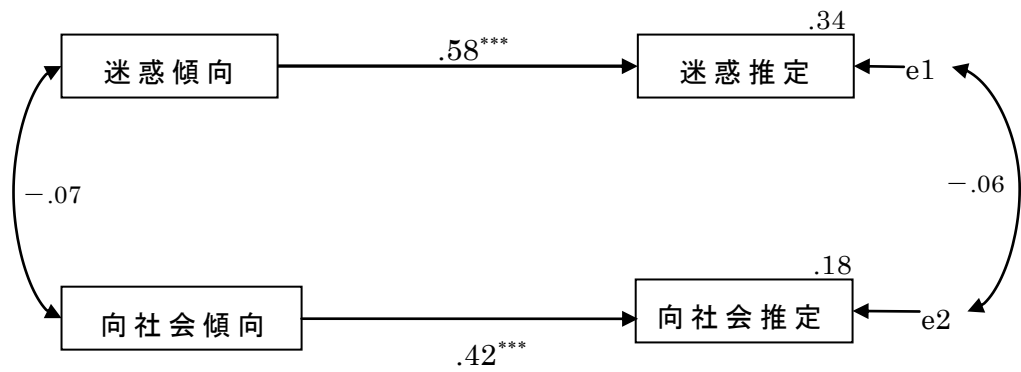 .34
.58***
迷惑傾向
迷惑推定
e1
−.07
−.06
.18
向社会傾向
向社会推定
e2
.42***